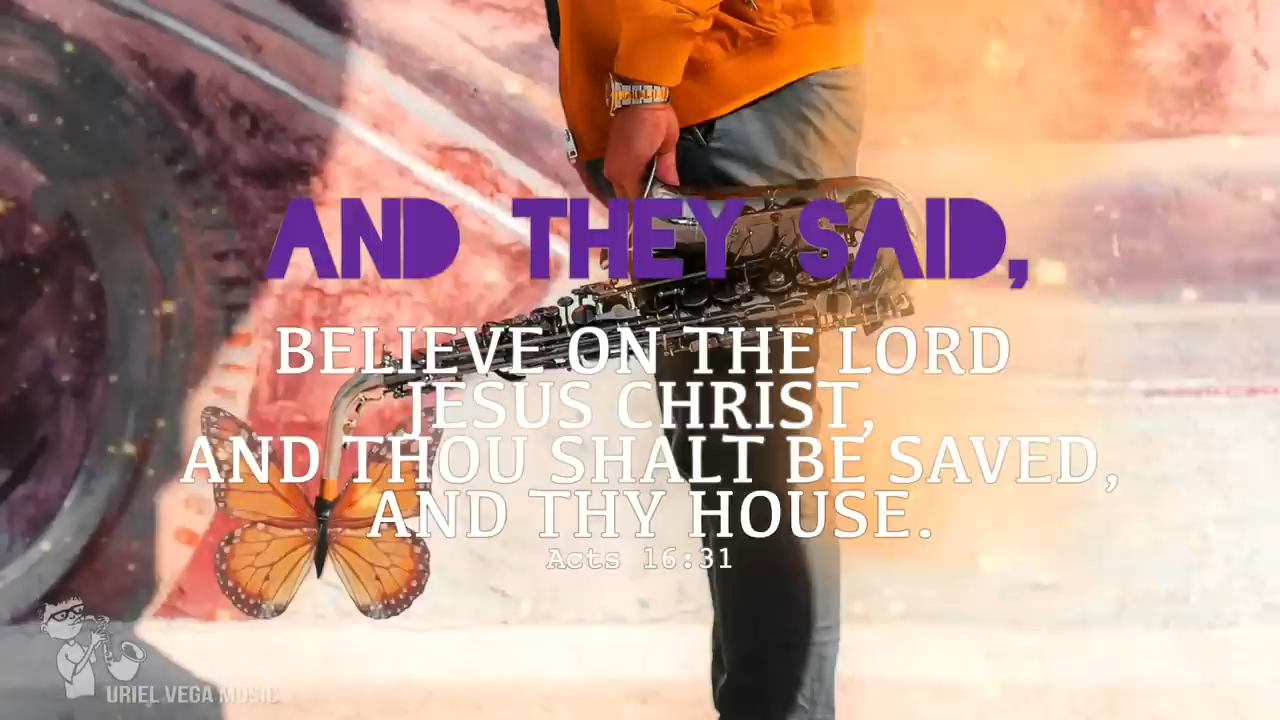 AND THEY SAID,
BELIEVE ON THE LORD
JESUS CHRIST,
AND THOU SHALT BE SAVED,
AND THY HOUSE.
Acts 16:31
URIEL VEGA MUSIC